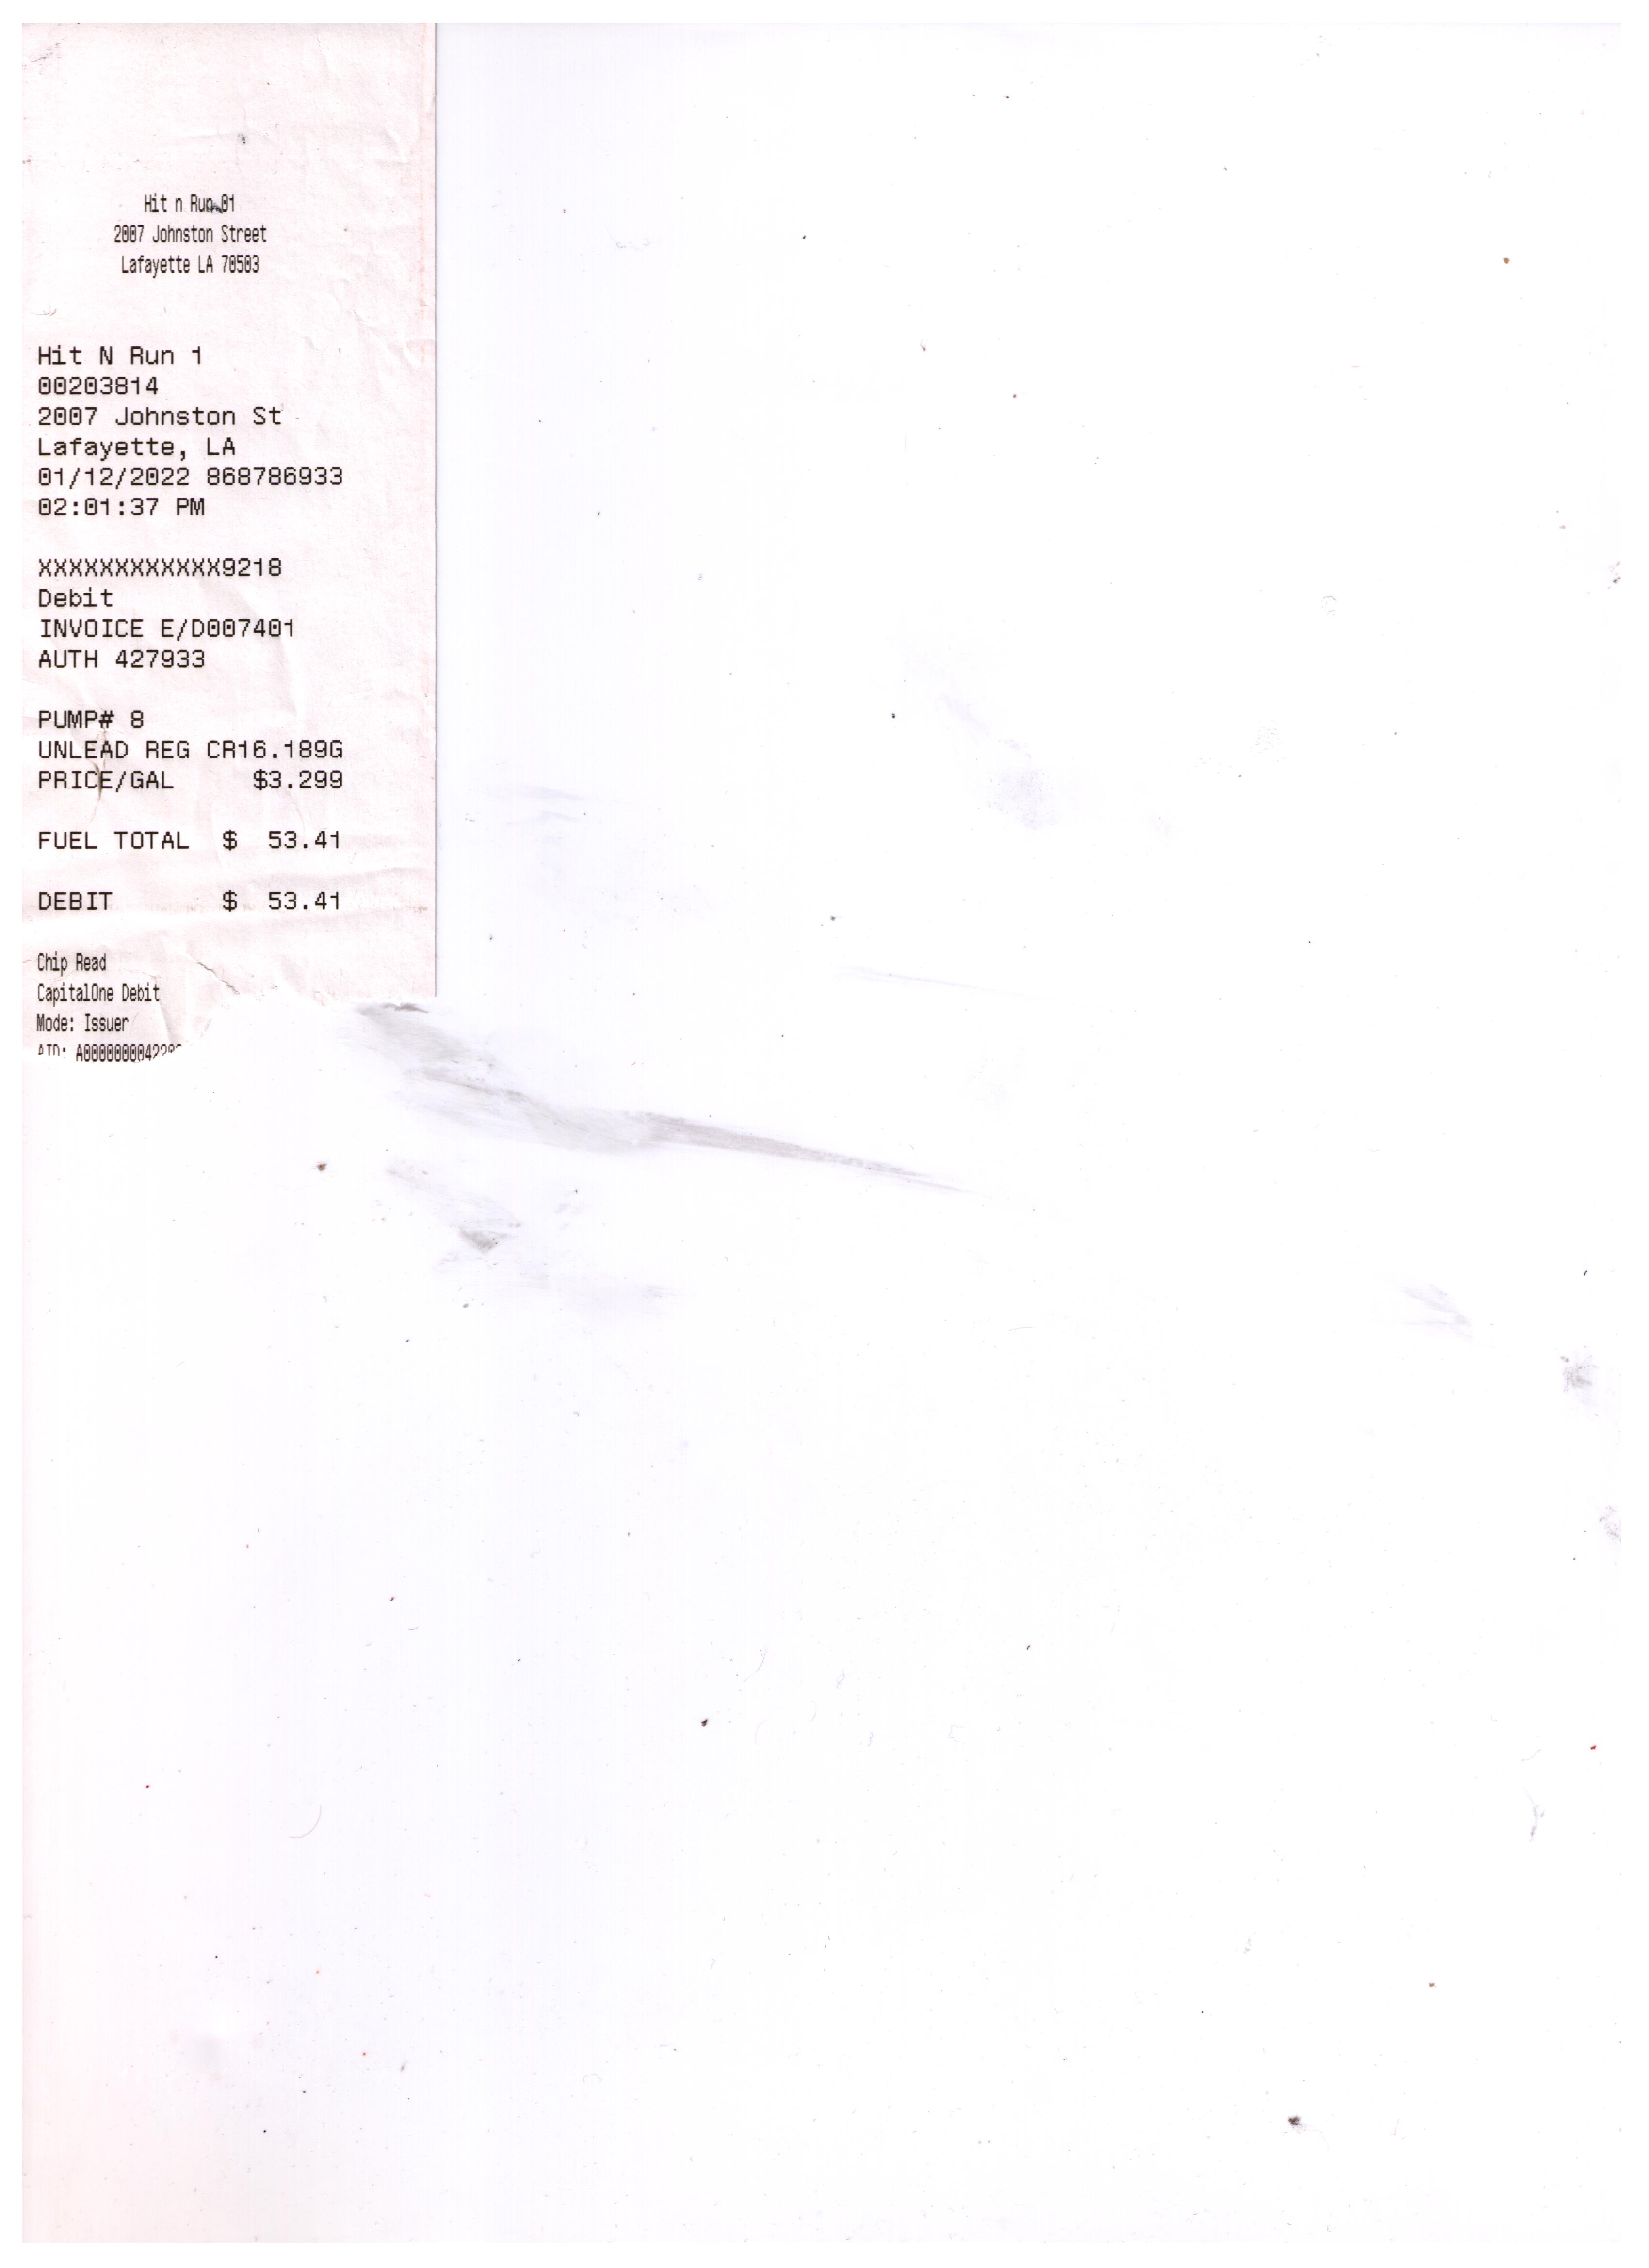 Hit n Run 01
2007 Johnston Street
Lafayette LA 70503
Hit N Run 1
00203814
2007 Johnston St
Lafayette, LA
01/12/2022 868786933
02:01:37 PM
XXXXXXXXXXXX9218
Debit
INVOICE E/D007401
AUTH 427933
PUMP# 8
UNLEAD REG CR16.189G
PRICE/GAL $3.299
FUEL TOTAL $ 53.41
DEBIT $ 53.41
Chip Read
CapitalOne Debit
Mode: Issuer
AID: